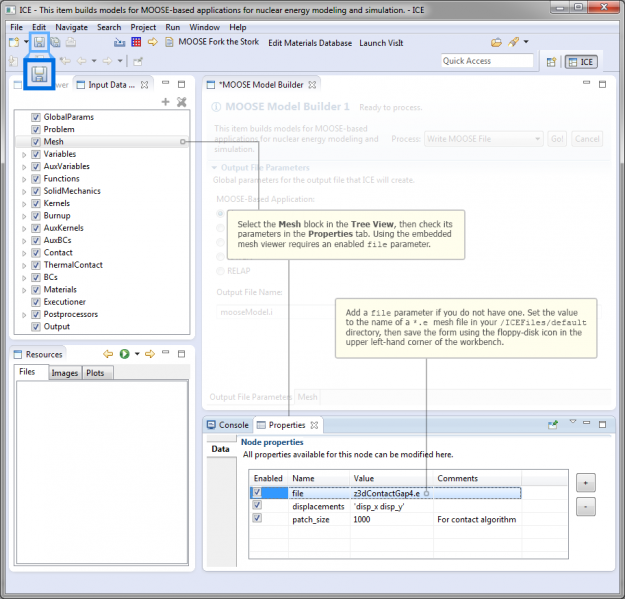 ICE - This item builds models for MOOSE-based applications for nuclear energy modeling and simulation. - ICE
File Edit Navigate Search Project Run Window Help
MOOSE Fork the Stork Edit Materials Database Launch VisIt
Quick Access
ICE
Input Data ...
GlobalParams
Problem
Mesh
Variables
AuxVariables
Functions
SolidMechanics
Kernels
Burnup
AuxKernels
AuxBCs
Contact
ThermalContact
BCs
Materials
Executioner
Postprocessors
Output
*MOOSE Model Builder
MOOSE Model Builder 1 Ready to process.
This item builds models for MOOSE-based
applications for nuclear energy modeling and
simulation.
Process: Write MOOSE File Go! Cancel
Output File Parameters
Global parameters for the output file that ICE will create.
MOOSE-Based Application:
Select the Mesh block in the Tree View, then check its
parameters in the Properties tab. Using the embedded
mesh viewer requires an enabled file parameter.
RELAP
Output File Name:
mooseModel.i
Add a file parameter if you do not have one. Set the value
to the name of a *.e mesh file in your /ICEFiles/default
directory, then save the form using the floppy-disk icon in the
upper left-hand corner of the workbench.
Output File Parameters Mesh
Resources
Files Images Plots
Console Properties
Data
Node properties
All properties available for this node can be modified here.
Enabled Name Value Comments
file z3dContactGap4.e
displacements 'disp_x disp_y'
patch_size 1000 For contact algorithm
+
-